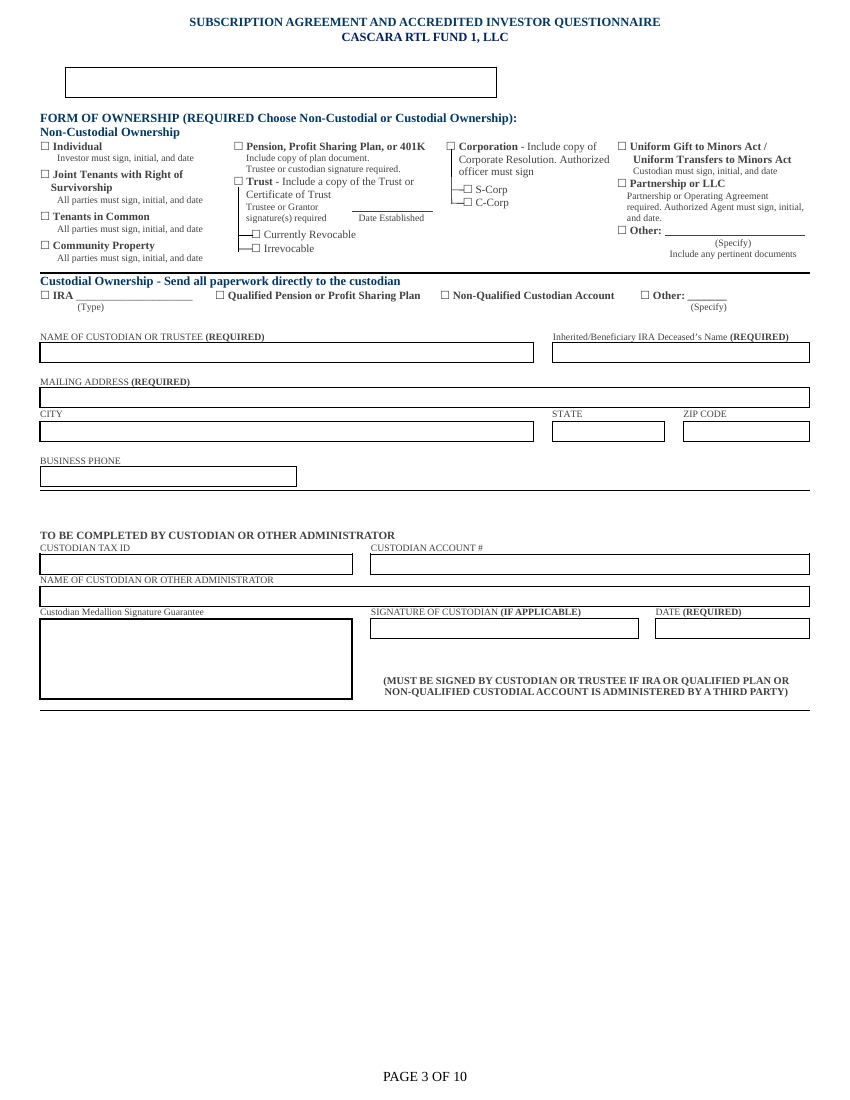 SUBSCRIPTION AGREEMENT AND ACCREDITED INVESTOR QUESTIONNAIRE
CASCARA RTL FUND 1, LLC
FORM OF OWNERSHIP (REQUIRED Choose Non-Custodial or Custodial Ownership):
Non-Custodial Ownership
☐ Individual
Investor must sign, initial, and date
☐ Joint Tenants with Right of
Survivorship
All parties must sign, initial, and date
☐ Tenants in Common
All parties must sign, initial, and date
☐ Community Property
All parties must sign, initial, and date
☐ Pension, Profit Sharing Plan, or 401K
Include copy of plan document.
Trustee or custodian signature required.
☐ Trust - Include a copy of the Trust or
Certificate of Trust
Trustee or Grantor
signature(s) required
Date Established
☐ Currently Revocable
☐ Irrevocable
☐ Corporation - Include copy of
Corporate Resolution. Authorized
officer must sign
☐ S-Corp
☐ C-Corp
☐ Uniform Gift to Minors Act /
Uniform Transfers to Minors Act
Custodian must sign, initial, and date
☐ Partnership or LLC
Partnership or Operating Agreement
required. Authorized Agent must sign, initial,
and date.
☐ Other: ____________________
(Specify)
Include any pertinent documents
Custodial Ownership - Send all paperwork directly to the custodian
☐ IRA ________________ ☐ Qualified Pension or Profit Sharing Plan ☐ Non-Qualified Custodian Account ☐ Other: _______
(Type) (Specify)
NAME OF CUSTODIAN OR TRUSTEE (REQUIRED) Inherited/Beneficiary IRA Deceased’s Name (REQUIRED)
MAILING ADDRESS (REQUIRED)
CITY STATE ZIP CODE
BUSINESS PHONE
TO BE COMPLETED BY CUSTODIAN OR OTHER ADMINISTRATOR
CUSTODIAN TAX ID CUSTODIAN ACCOUNT #
NAME OF CUSTODIAN OR OTHER ADMINISTRATOR
Custodian Medallion Signature Guarantee SIGNATURE OF CUSTODIAN (IF APPLICABLE) DATE (REQUIRED)
(MUST BE SIGNED BY CUSTODIAN OR TRUSTEE IF IRA OR QUALIFIED PLAN OR
NON-QUALIFIED CUSTODIAL ACCOUNT IS ADMINISTERED BY A THIRD PARTY)
PAGE 3 OF 10